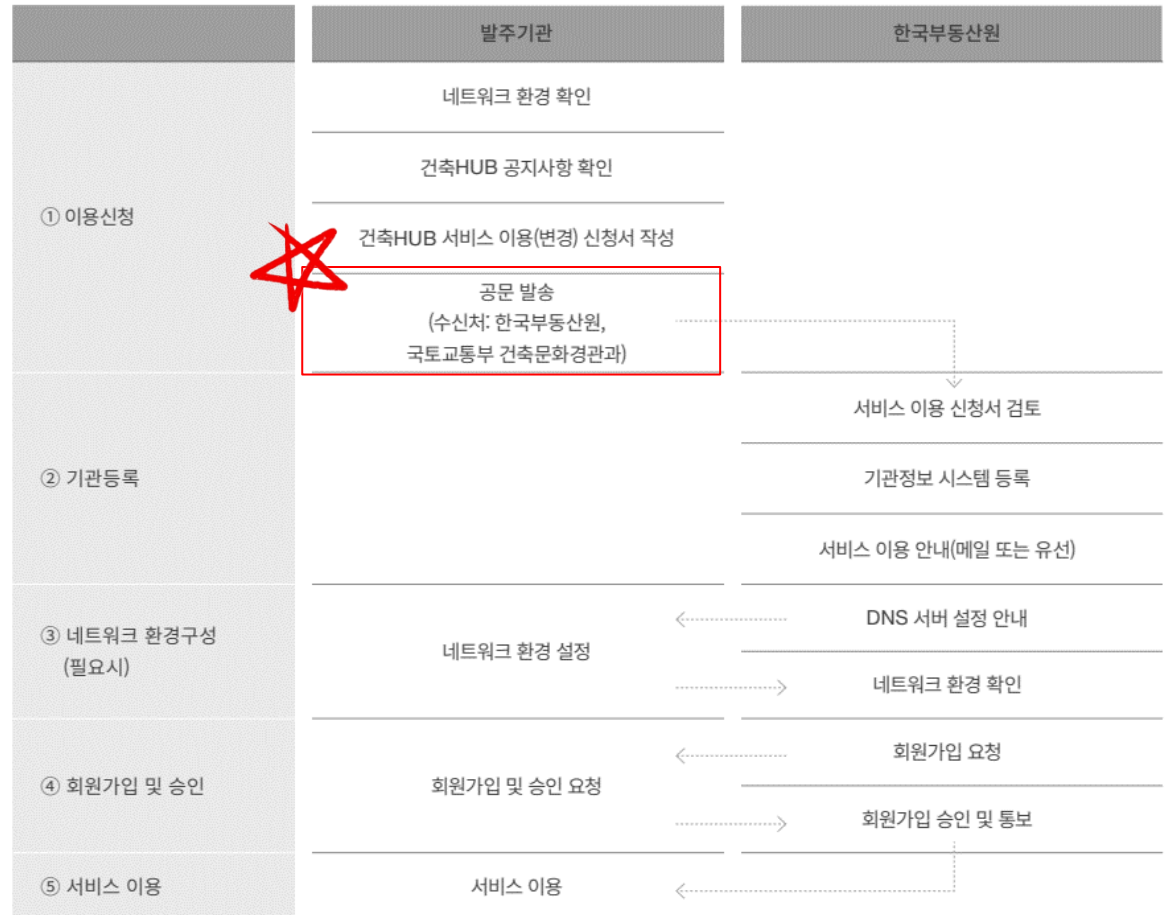 발주기관
한국부동산원
① 이용신청
네트워크 환경 확인
건축HUB 공지사항 확인
건축HUB 서비스 이용(변경) 신청서 작성
공문 발송
(수신처: 한국부동산원,
국토교통부 건축문화경관과)
② 기관등록
서비스 이용 신청서 검토
기관정보 시스템 등록
서비스 이용 안내(메일 또는 유선)
③ 네트워크 환경구성
(필요시)
네트워크 환경 설정
DNS 서버 설정 안내
네트워크 환경 확인
④ 회원가입 및 승인
회원가입 및 승인 요청
회원가입 요청
회원가입 승인 및 통보
⑤ 서비스 이용
서비스 이용